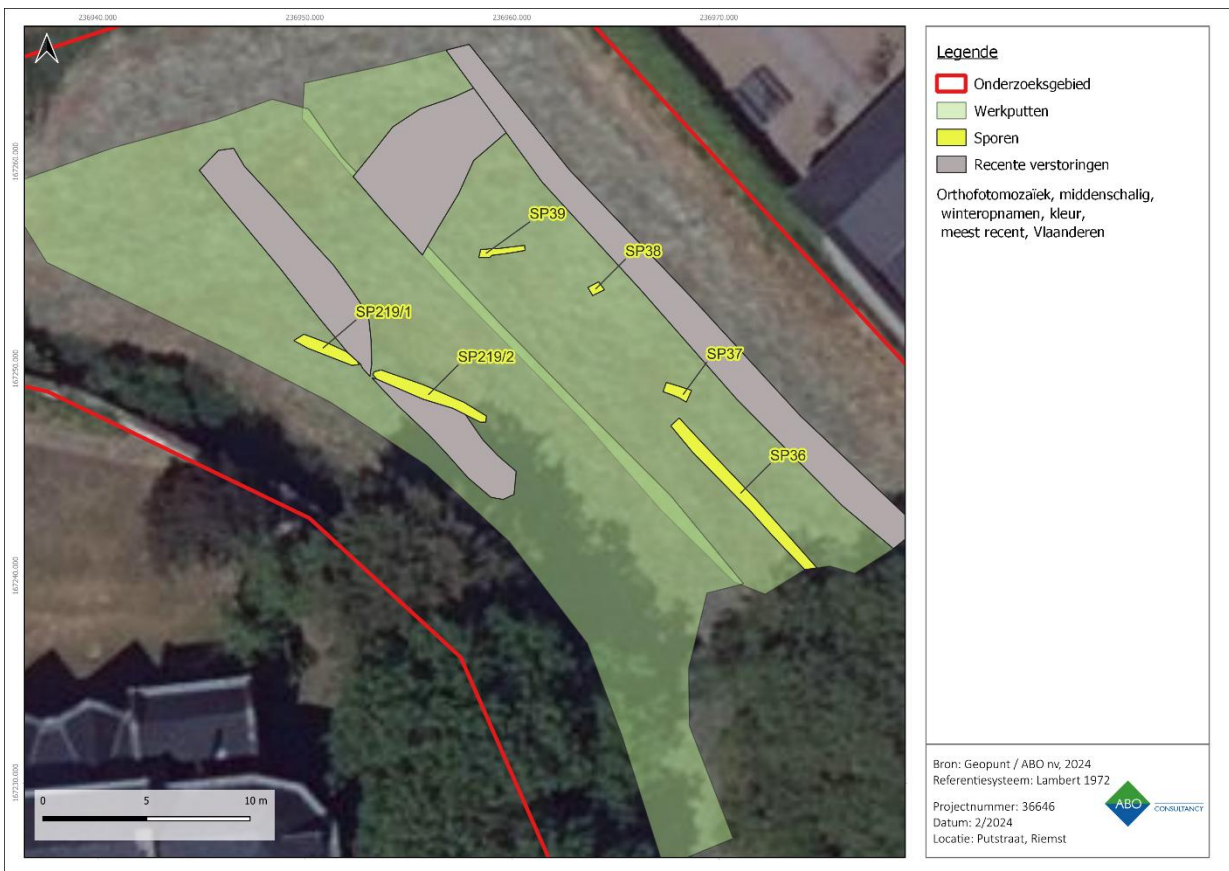 236940.000
236950.000
236960.000
236970.000
167260.000
167250.000
167240.000
167230.000
SP39
SP38
SP219/1
SP219/2
SP37
SP36
0 5 10 m
Legende
Onderzoeksgebied
Werkputten
Sporen
Recente verstoringen
Orthofotomozaïek, middenschalig,
winteropnamen, kleur,
meest recent, Vlaanderen
Bron: Geopunt / ABO nv, 2024
Referentiesysteem: Lambert 1972
Projectnummer: 36646
Datum: 2/2024
Locatie: Putstraat, Riemst
ABO
CONSULTANCY